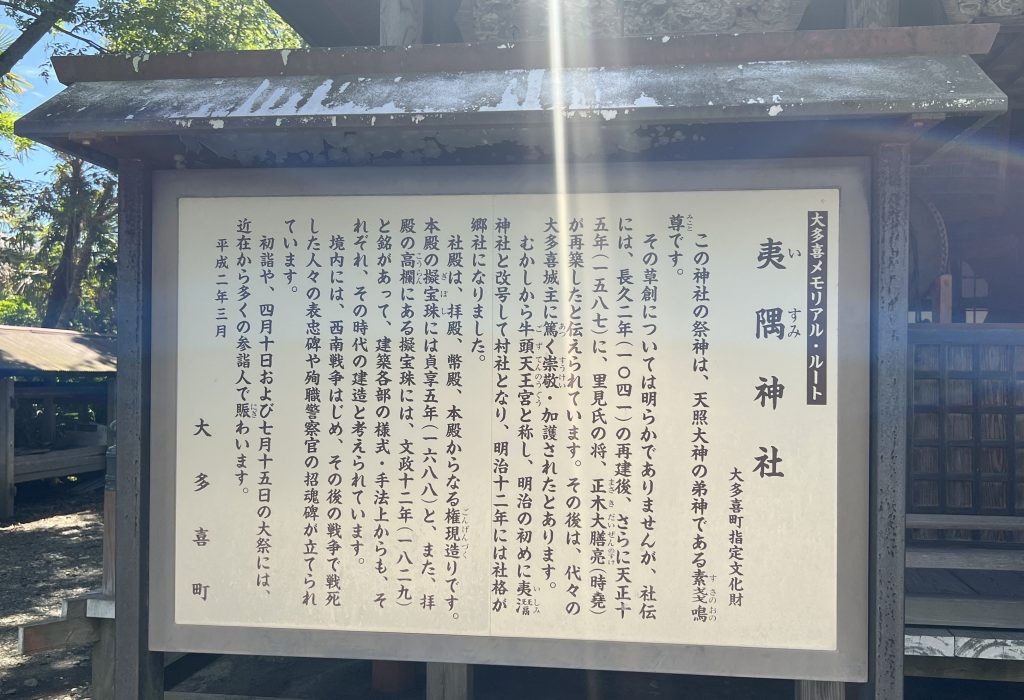 大多喜メモリアル・ルート
夷隅神社
大多喜町指定文化財
この神社の祭神は、天照大神の弟神である素戔嗚
尊です。
その草創については明らかでありませんが、社伝
には、長久二年（一〇四一）の再建後、さらに天正十
五年（一五八七）に、里見氏の将、正木大膳亮（時堯）
が再築したと伝えられています。その後は、代々の
大多喜城主に篤く崇敬・加護されたとあります。
むかしから牛頭天王宮と称し、明治の初めに夷灊
神社と改号して村社となり、明治十二年には社格が
郷社になりました。
社殿は、拝殿、幣殿、本殿からなる権現造りです。
本殿の擬宝珠には貞享五年（一六八八）と、また、拝
殿の高欄にある擬宝珠には、文政十二年（一八二九）
と銘があって、建築各部の様式・手法上からも、そ
れぞれ、その時代の建造と考えられています。
境内には、西南戦争はじめ、その後の戦争で戦死
した人々の表忠碑や殉職警察官の招魂碑が立てられ
ています。
初詣や、四月十日および七月十五日の大祭には、
近在から多くの参詣人で賑わいます。
平成二年三月
大多喜町